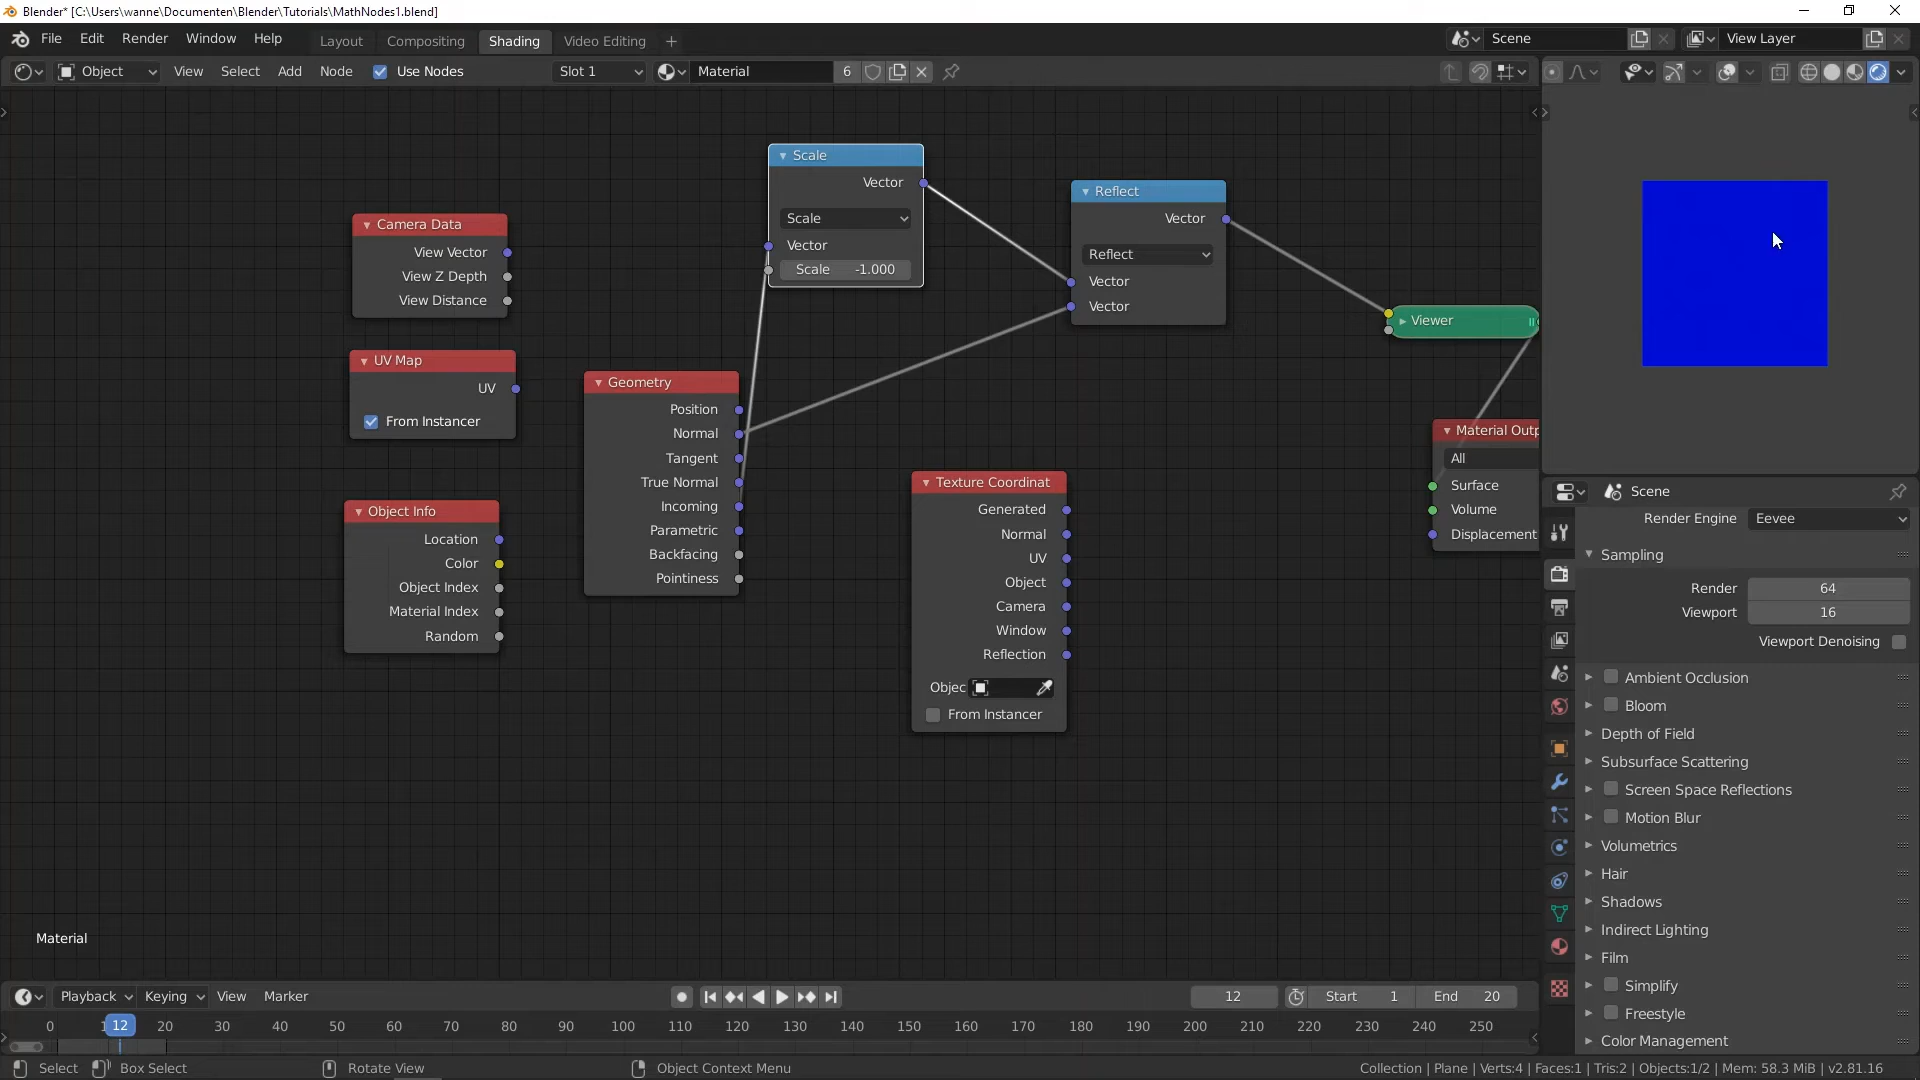 Blender* [C:\Users\wanne\Documenten\Blender\Tutorials\MathNodes1.blend]
File Edit Render Window Help Layout Compositing Shading Video Editing + Scene View Layer
Object View Select Add Node Use Nodes Slot 1 Material 6
Scale
Vector
Scale
Vector
Scale -1.000
Reflect
Vector
Reflect
Vector
Vector
Camera Data
View Vector
View Z Depth
View Distance
Viewer
UV Map
UV
From Instancer
Geometry
Position
Normal
Tangent
True Normal
Incoming
Parametric
Backfacing
Pointiness
Material Outp
All
Surface
Volume
Displacement
Texture Coordinat
Generated
Normal
UV
Object
Camera
Window
Reflection
Objec
From Instancer
Object Info
Location
Color
Object Index
Material Index
Random
Scene
Render Engine Eevee
Sampling
Render 64
Viewport 16
Viewport Denoising
Ambient Occlusion
Bloom
Depth of Field
Subsurface Scattering
Screen Space Reflections
Motion Blur
Volumetrics
Hair
Shadows
Indirect Lighting
Film
Simplify
Freestyle
Color Management
Material
Playback Keying View Marker 12 Start 1 End 20
0 12 20 30 40 50 60 70 80 90 100 110 120 130 140 150 160 170 180 190 200 210 220 230 240 250
Select Box Select Rotate View Object Context Menu Collection | Plane | Verts:4 | Faces:1 | Tris:2 | Objects:1/2 | Mem: 58.3 MiB | v2.81.16